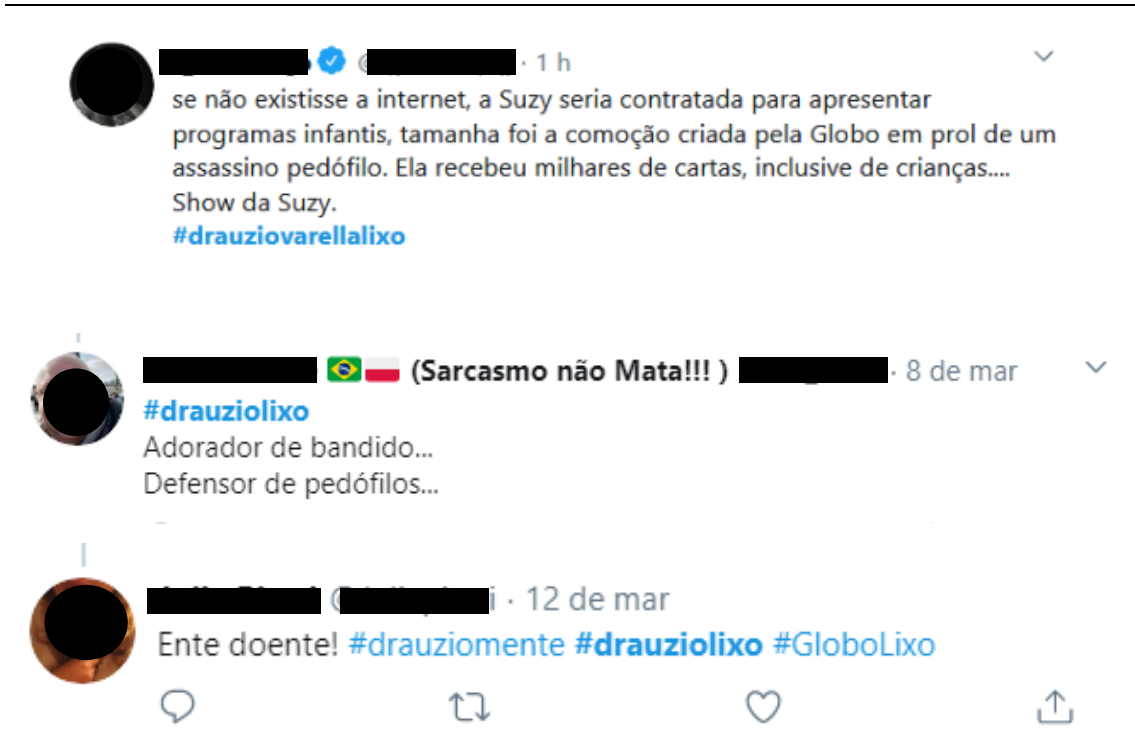 · 1 h
se não existisse a internet, a Suzy seria contratada para apresentar
programas infantis, tamanha foi a comoção criada pela Globo em prol de um
assassino pedófilo. Ela recebeu milhares de cartas, inclusive de crianças....
Show da Suzy.
#drauziovarellalixo
(Sarcasmo não Mata!!! ) · 8 de mar
#drauziolixo
Adorador de bandido...
Defensor de pedófilos...
· 12 de mar
Ente doente! #drauziomente #drauziolixo #GloboLixo